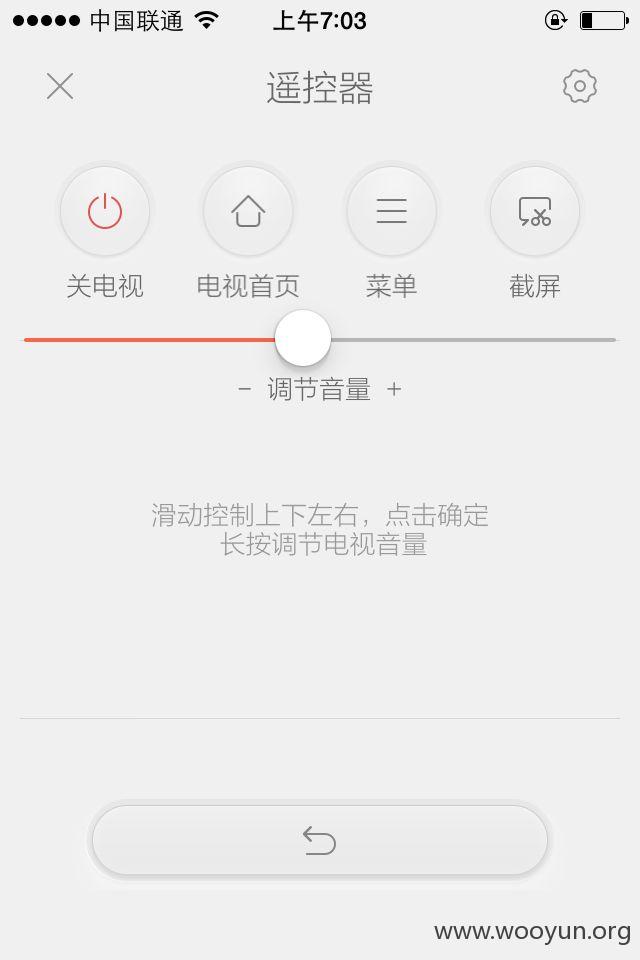 中国联通 上午7:03
遥控器
关电视 电视首页 菜单 截屏
- 调节音量 +
滑动控制上下左右，点击确定
长按调节电视音量
www.wooyun.org